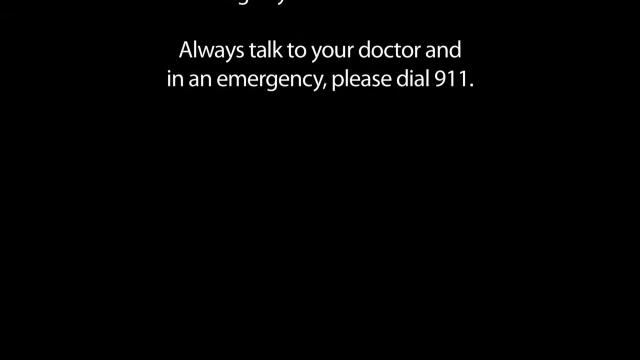 Always talk to your doctor and
in an emergency, please dial 911.